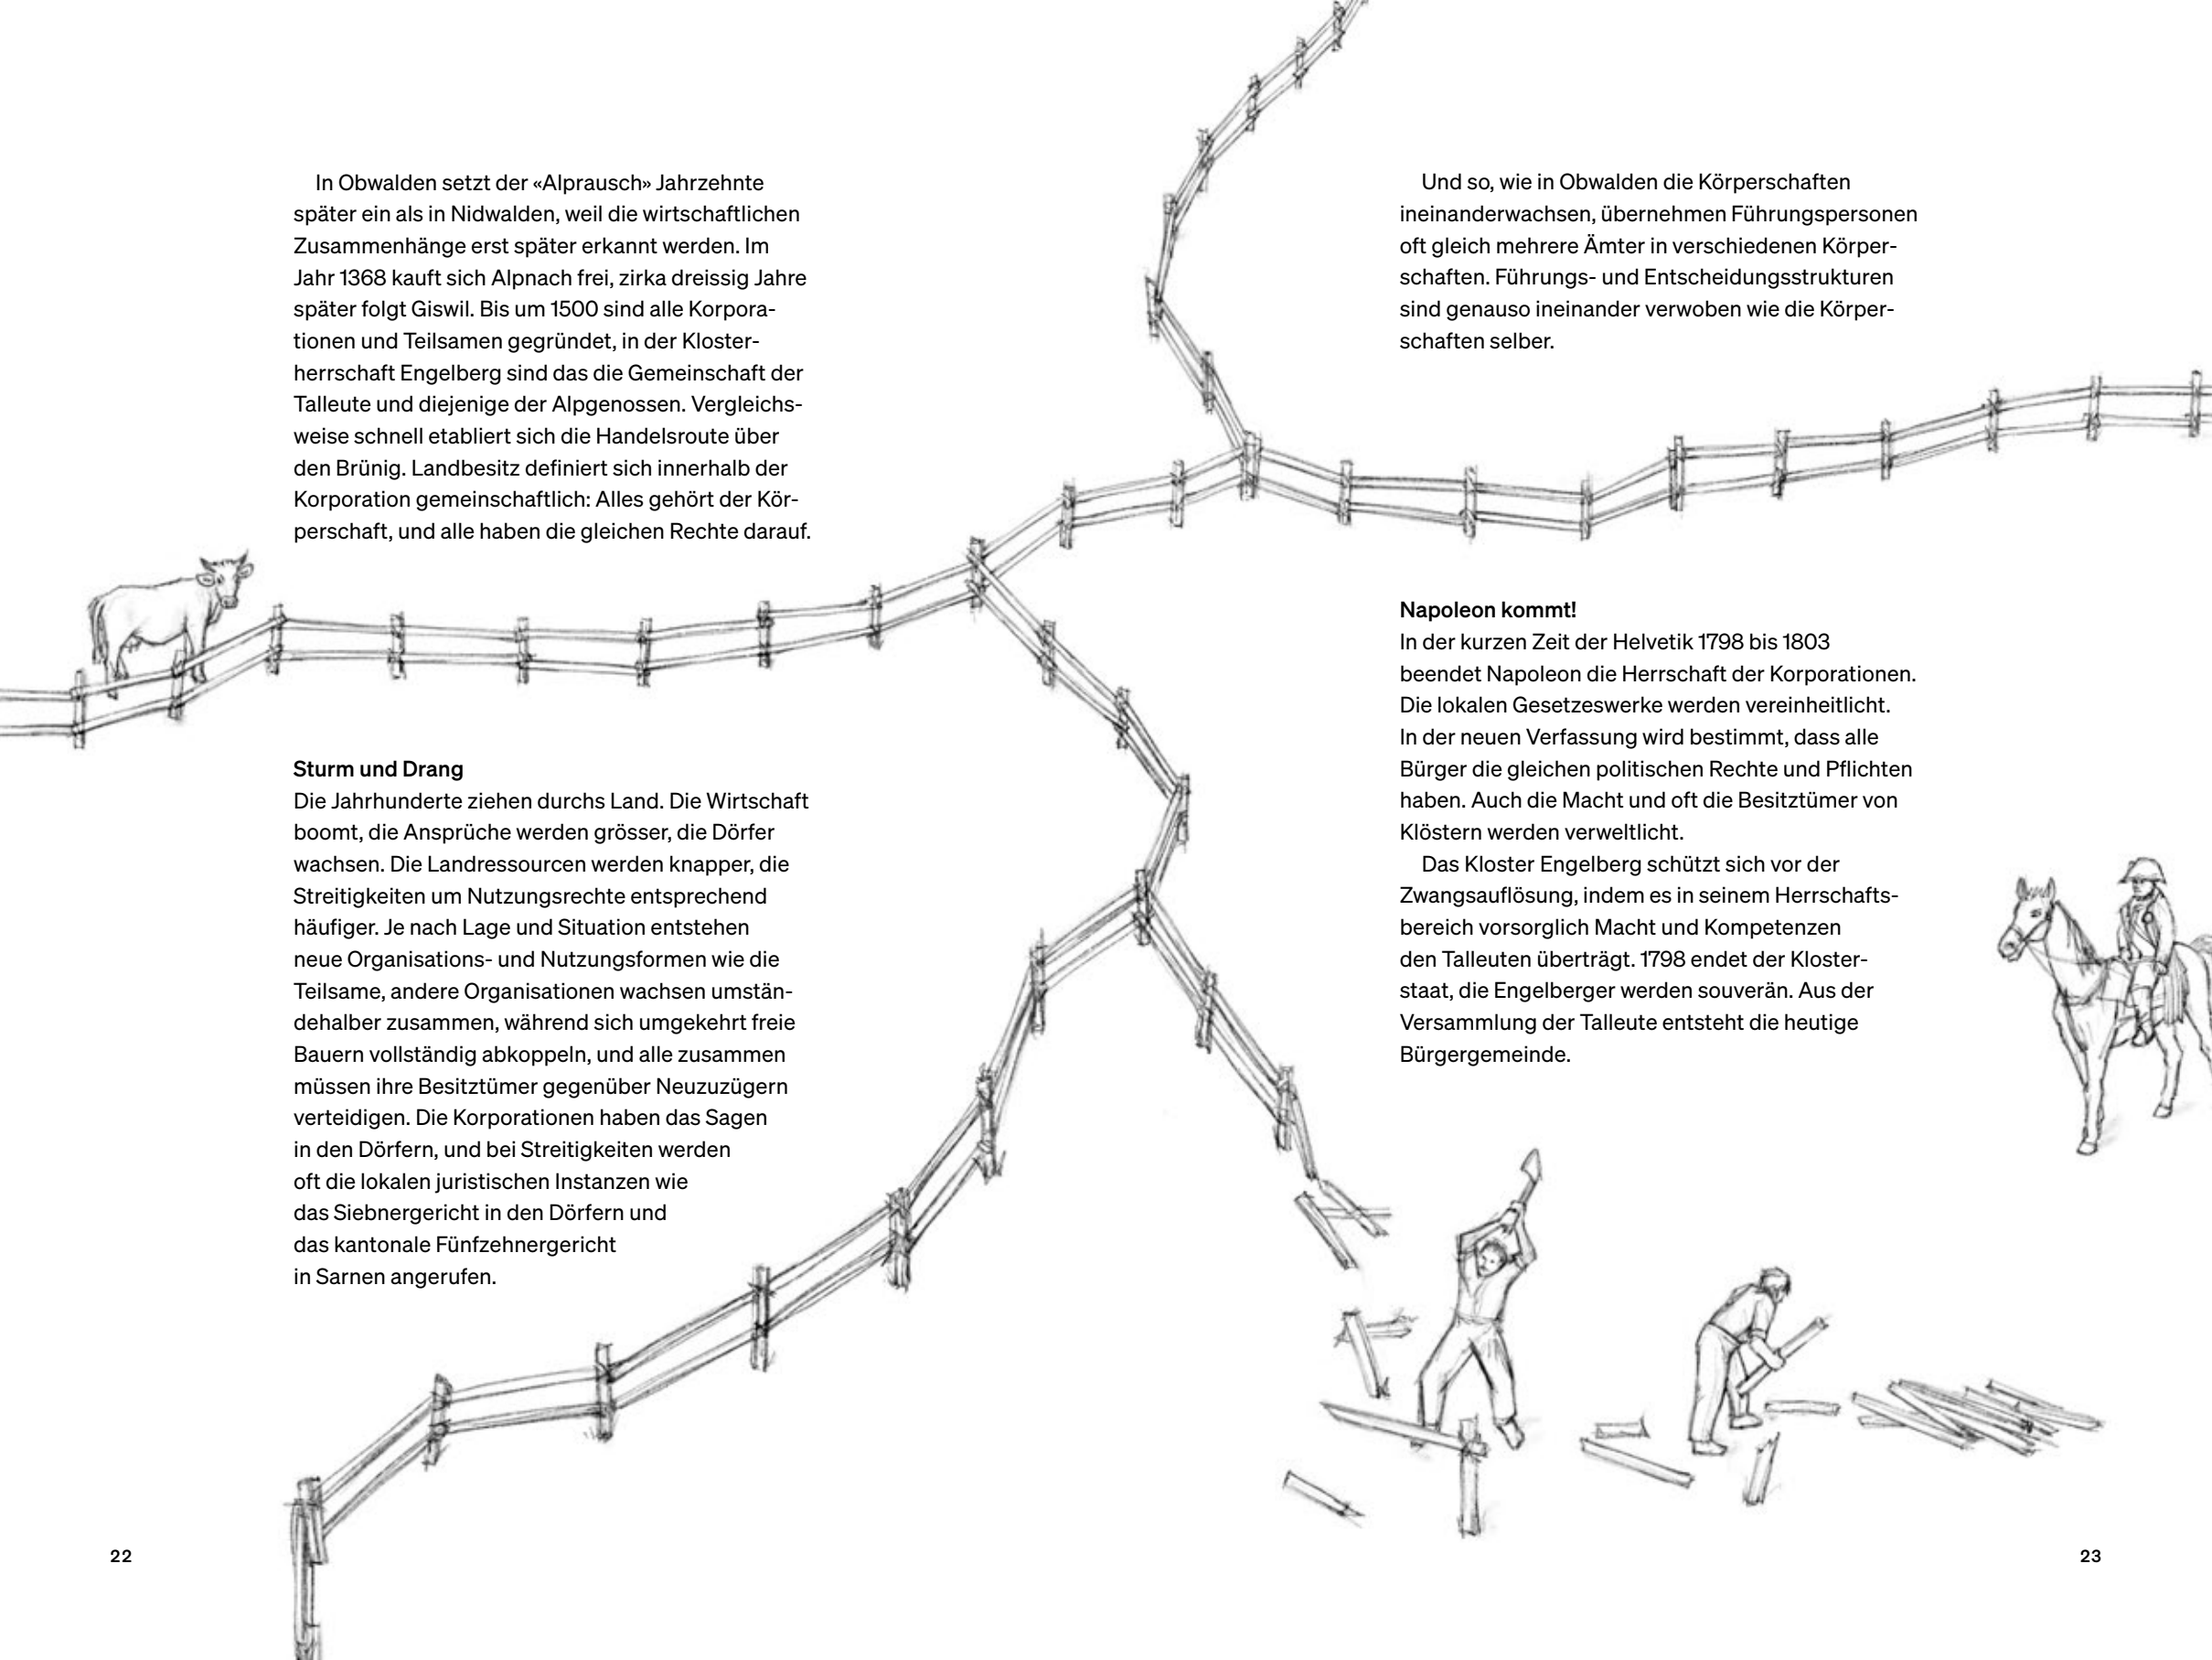 In Obwalden setzt der «Alprausch» Jahrzehnte
später ein als in Nidwalden, weil die wirtschaftlichen
Zusammenhänge erst später erkannt werden. Im
Jahr 1368 kauft sich Alpnach frei, zirka dreissig Jahre
später folgt Giswil. Bis um 1500 sind alle Korpora-
tionen und Teilsamen gegründet, in der Kloster-
herrschaft Engelberg sind das die Gemeinschaft der
Talleute und diejenige der Alpgenossen. Vergleichs-
weise schnell etabliert sich die Handelsroute über
den Brünig. Landbesitz definiert sich innerhalb der
Korporation gemeinschaftlich: Alles gehört der Kör-
perschaft, und alle haben die gleichen Rechte darauf.
Sturm und Drang
Die Jahrhunderte ziehen durchs Land. Die Wirtschaft
boomt, die Ansprüche werden grösser, die Dörfer
wachsen. Die Landressourcen werden knapper, die
Streitigkeiten um Nutzungsrechte entsprechend
häufiger. Je nach Lage und Situation entstehen
neue Organisations- und Nutzungsformen wie die
Teilsame, andere Organisationen wachsen umstän-
dehalber zusammen, während sich umgekehrt freie
Bauern vollständig abkoppeln, und alle zusammen
müssen ihre Besitztümer gegenüber Neuzuzügern
verteidigen. Die Korporationen haben das Sagen
in den Dörfern, und bei Streitigkeiten werden
oft die lokalen juristischen Instanzen wie
das Siebnergericht in den Dörfern und
das kantonale Fünfzehnergericht
in Sarnen angerufen.
22
Und so, wie in Obwalden die Körperschaften
ineinanderwachsen, übernehmen Führungspersonen
oft gleich mehrere Ämter in verschiedenen Körper-
schaften. Führungs- und Entscheidungsstrukturen
sind genauso ineinander verwoben wie die Körper-
schaften selber.
Napoleon kommt!
In der kurzen Zeit der Helvetik 1798 bis 1803
beendet Napoleon die Herrschaft der Korporationen.
Die lokalen Gesetzeswerke werden vereinheitlicht.
In der neuen Verfassung wird bestimmt, dass alle
Bürger die gleichen politischen Rechte und Pflichten
haben. Auch die Macht und oft die Besitztümer von
Klöstern werden verweltlicht.
Das Kloster Engelberg schützt sich vor der
Zwangsauflösung, indem es in seinem Herrschafts-
bereich vorsorglich Macht und Kompetenzen
den Talleuten überträgt. 1798 endet der Kloster-
staat, die Engelberger werden souverän. Aus der
Versammlung der Talleute entsteht die heutige
Bürgergemeinde.
23